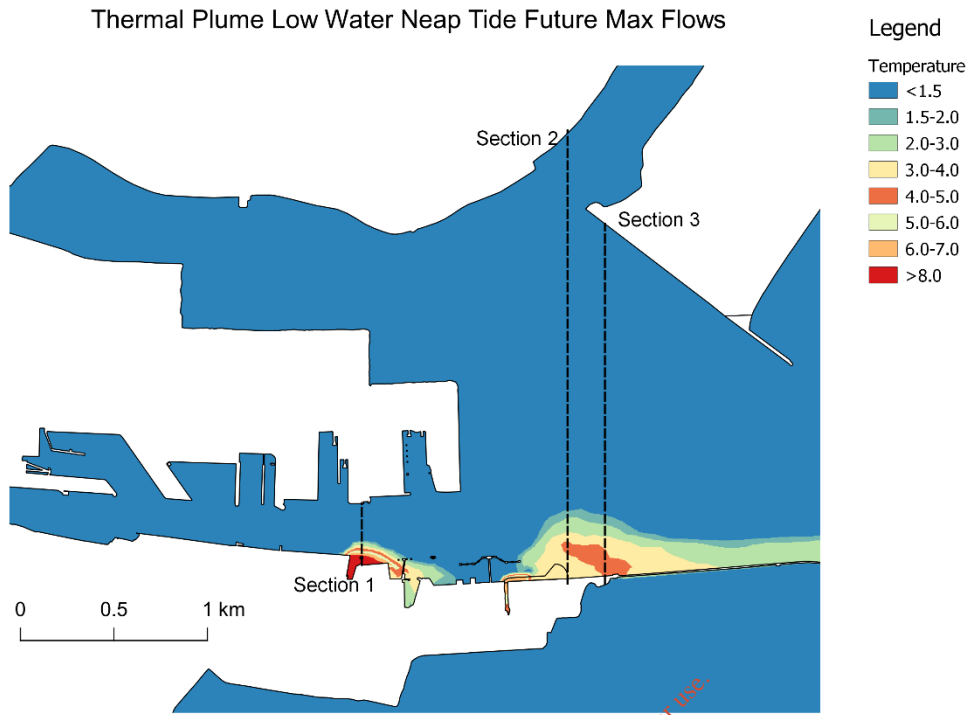 Thermal Plume Low Water Neap Tide Future Max Flows
Legend
Temperature
<1.5
1.5-2.0
2.0-3.0
3.0-4.0
4.0-5.0
5.0-6.0
6.0-7.0
>8.0
Section 2
Section 3
Section 1
0 0.5 1 km
use.